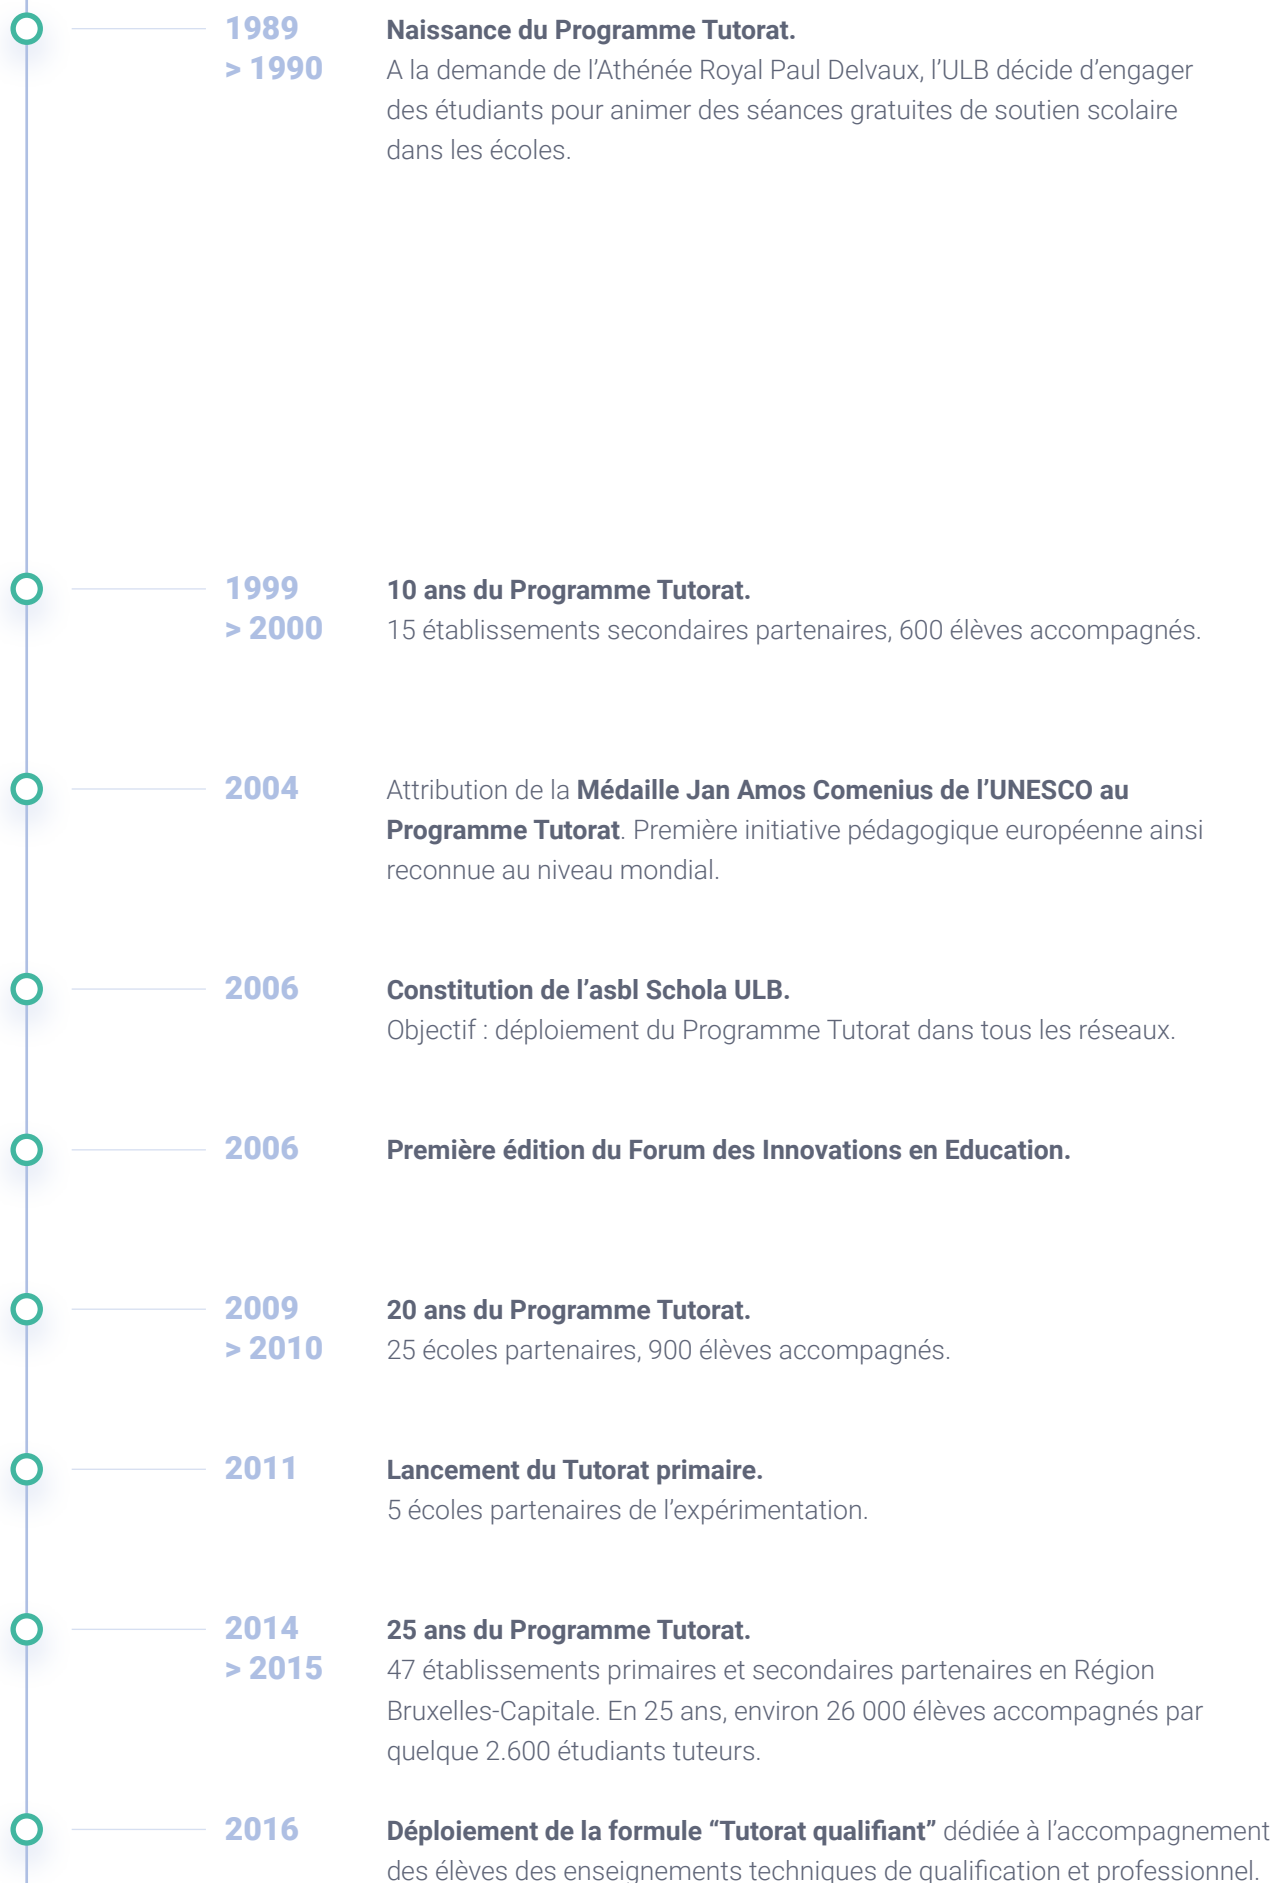 1989
> 1990
Naissance du Programme Tutorat.
A la demande de l’Athénée Royal Paul Delvaux, l’ULB décide d’engager
des étudiants pour animer des séances gratuites de soutien scolaire
dans les écoles.
1999
> 2000
10 ans du Programme Tutorat.
15 établissements secondaires partenaires, 600 élèves accompagnés.
2004
Attribution de la Médaille Jan Amos Comenius de l’UNESCO au
Programme Tutorat. Première initiative pédagogique européenne ainsi
reconnue au niveau mondial.
2006
Constitution de l’asbl Schola ULB.
Objectif : déploiement du Programme Tutorat dans tous les réseaux.
2006
Première édition du Forum des Innovations en Education.
2009
> 2010
20 ans du Programme Tutorat.
25 écoles partenaires, 900 élèves accompagnés.
2011
Lancement du Tutorat primaire.
5 écoles partenaires de l’expérimentation.
2014
> 2015
25 ans du Programme Tutorat.
47 établissements primaires et secondaires partenaires en Région
Bruxelles-Capitale. En 25 ans, environ 26 000 élèves accompagnés par
quelque 2.600 étudiants tuteurs.
2016
Déploiement de la formule “Tutorat qualifiant” dédiée à l’accompagnement
des élèves des enseignements techniques de qualification et professionnel.